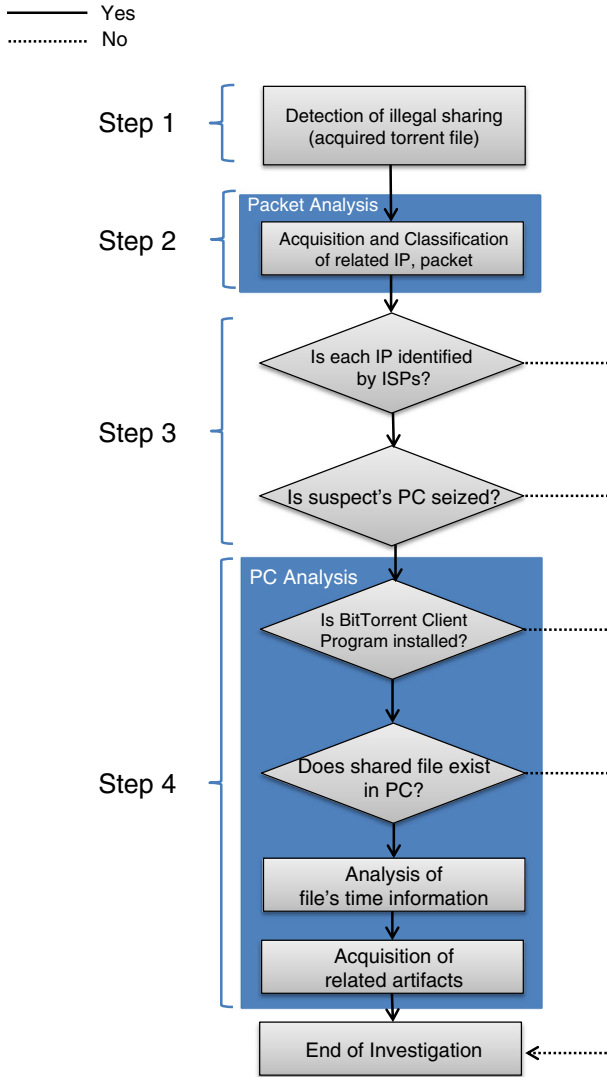 Yes
No
Step 1
Detection of illegal sharing
(acquired torrent file)
Packet Analysis
Step 2
Acquisition and Classification
of related IP, packet
Step 3
Is each IP identified
by ISPs?
Is suspect's PC seized?
PC Analysis
Step 4
Is BitTorrent Client
Program installed?
Does shared file exist
in PC?
Analysis of
file's time information
Acquisition of
related artifacts
End of Investigation